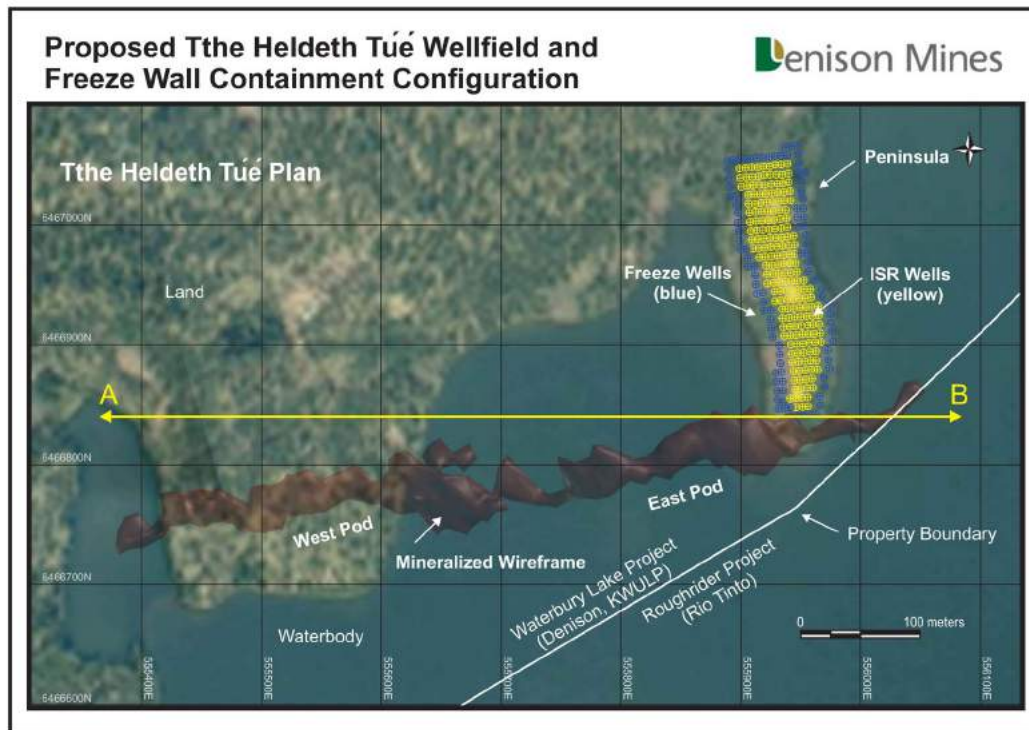 Proposed Tthe Heldeth Túé Wellfield and
Freeze Wall Containment Configuration
Denison Mines
Tthe Heldeth Túé Plan
Peninsula
6467000N
Freeze Wells
(blue)
ISR Wells
(yellow)
Land
6466900N
A
B
6466800N
East Pod
West Pod
Mineralized Wireframe
Property Boundary
6466700N
Waterbury Lake Project
(Denison, KWULP)
Roughrider Project
(Rio Tinto)
Waterbody
0
100 meters
6466600N
555400E
555500E
555600E
555700E
555800E
555900E
556000E
556100E